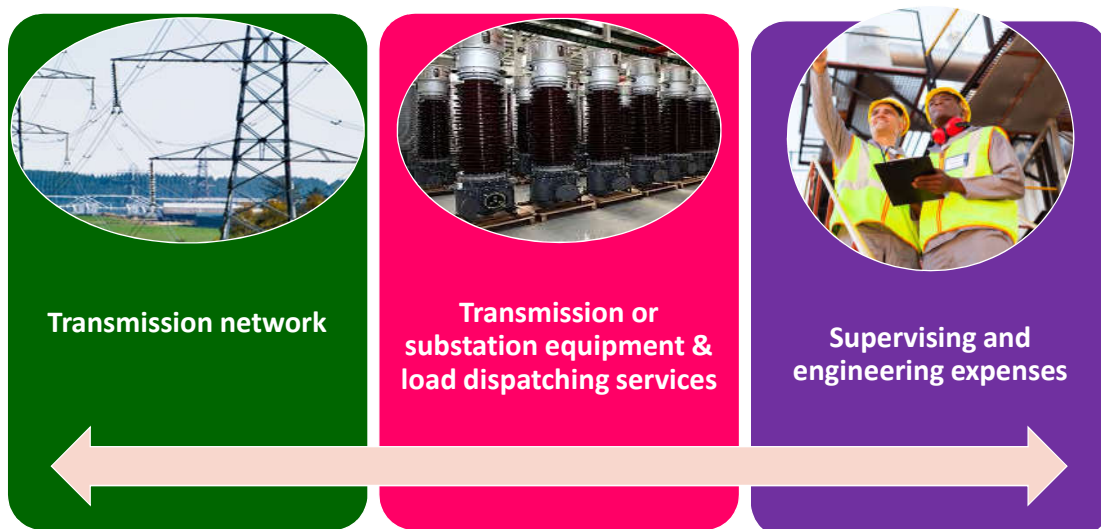 Transmission network
Transmission or
substation equipment &
load dispatching services
Supervising and
engineering expenses